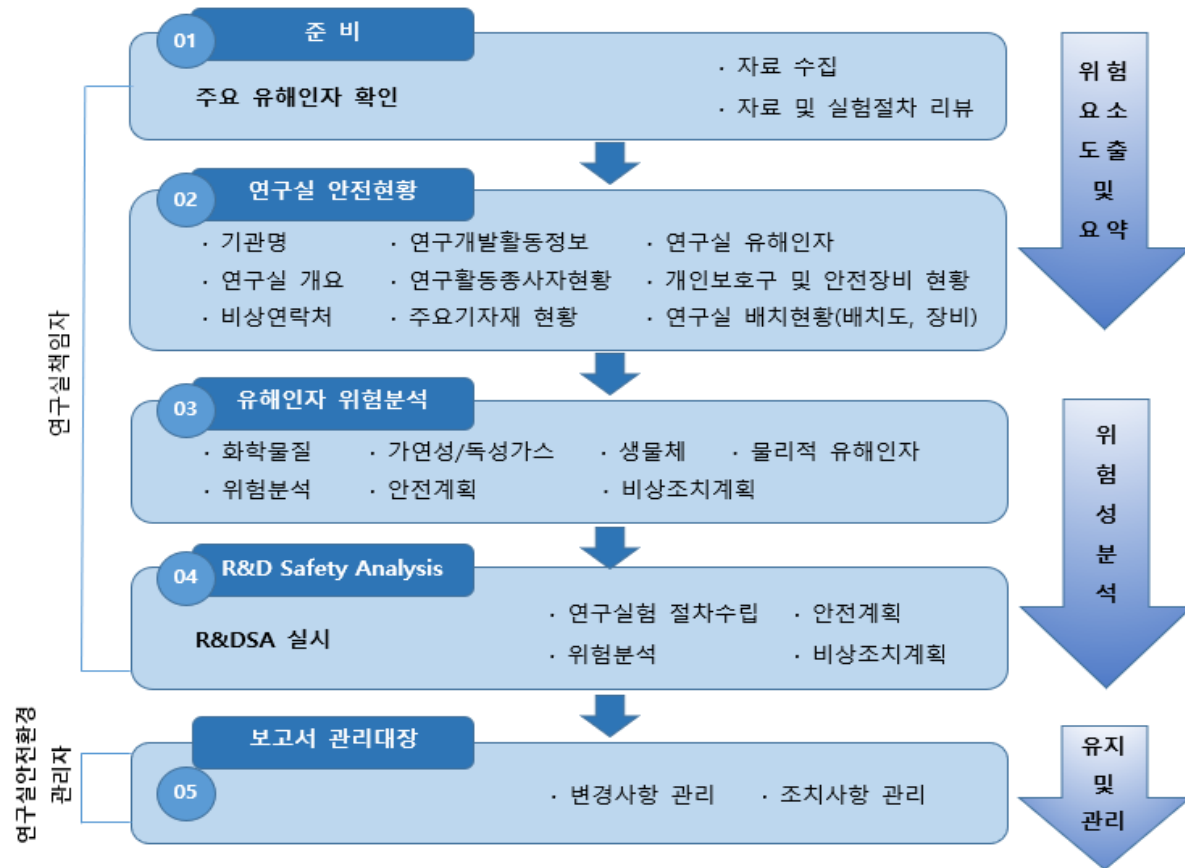 01 준 비
주요 유해인자 확인
· 자료 수집
· 자료 및 실험절차 리뷰
02 연구실 안전현황
· 기관명 · 연구개발활동정보 · 연구실 유해인자
· 연구실 개요 · 연구활동종사자현황 · 개인보호구 및 안전장비 현황
· 비상연락처 · 주요기자재 현황 · 연구실 배치현황(배치도, 장비)
03 유해인자 위험분석
· 화학물질 · 가연성/독성가스 · 생물체 · 물리적 유해인자
· 위험분석 · 안전계획 · 비상조치계획
04 R&D Safety Analysis
R&DSA 실시
· 연구실험 절차수립 · 안전계획
· 위험분석 · 비상조치계획
보고서 관리대장
05 · 변경사항 관리 · 조치사항 관리
연구실책임자
연구실안전환경
관리자
위 험
요 소
도 출
및
요 약
위
험
성
분
석
유지
및
관리